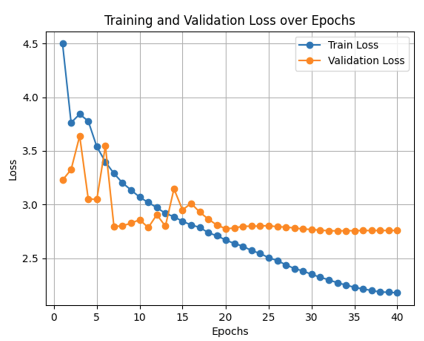 Training and Validation Loss over Epochs
Train Loss
Validation Loss
4.5
4.0
3.5
3.0
2.5
Loss
0 5 10 15 20 25 30 35 40
Epochs